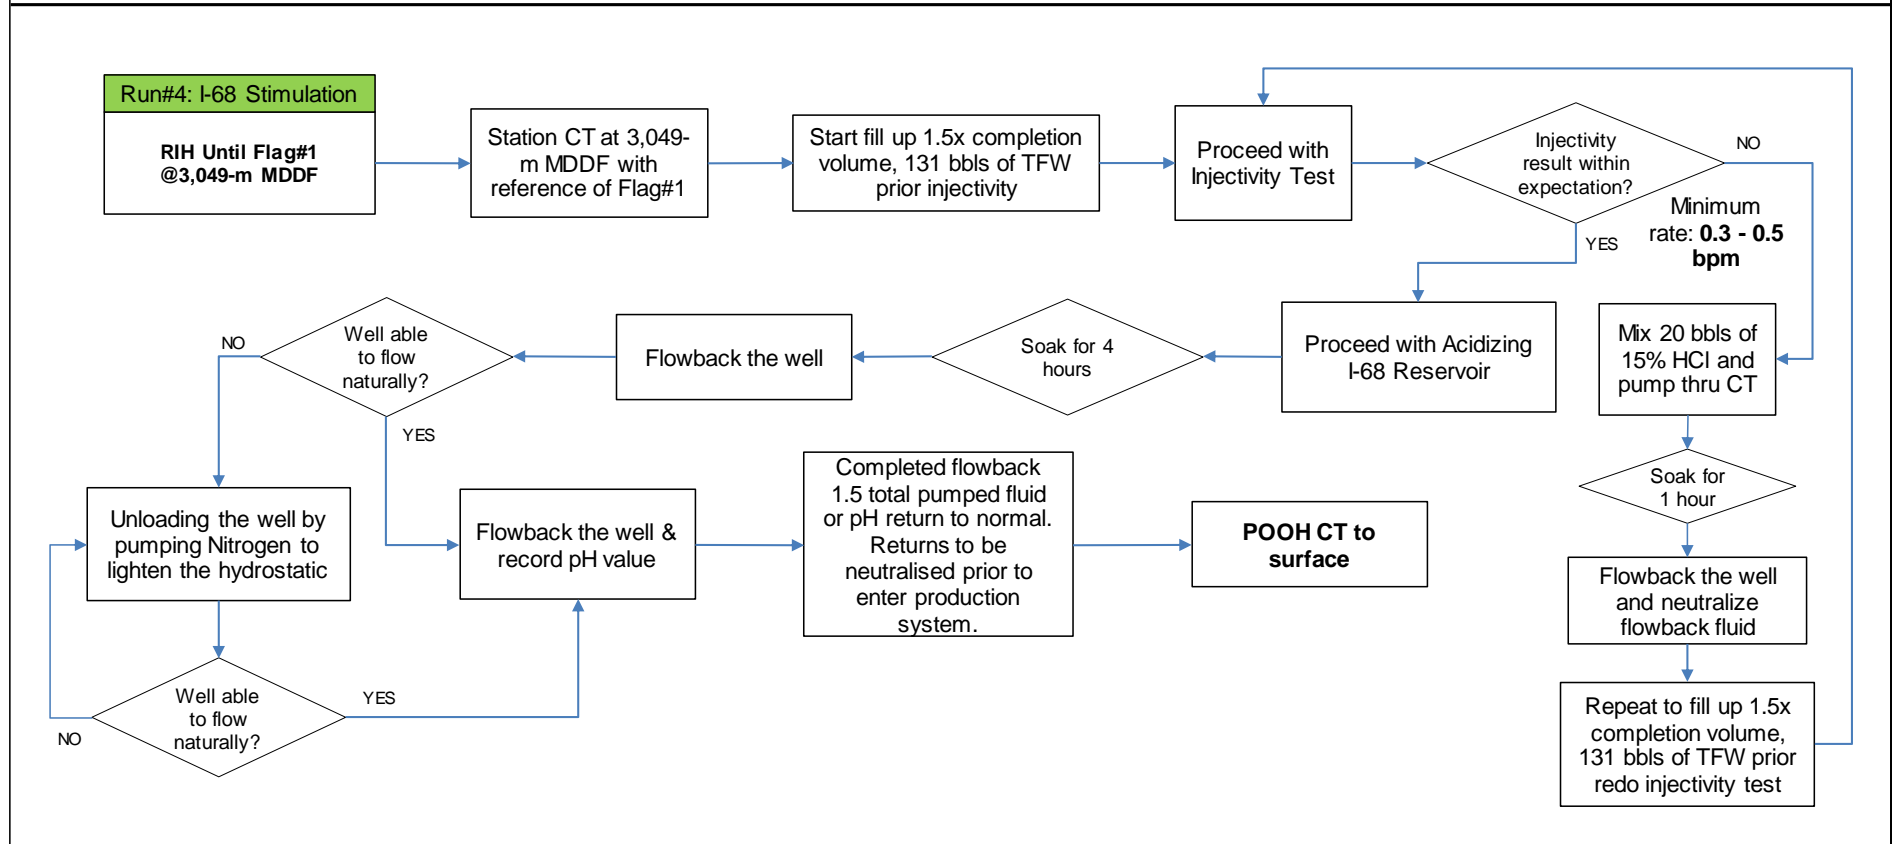 Run#4: I-68 Stimulation
RIH Until Flag#1
@3,049-m MDDF
Station CT at 3,049-
m MDDF with
reference of Flag#1
Start fill up 1.5x completion
volume, 131 bbls of TFW
prior injectivity
Proceed with
Injectivity Test
Injectivity
result within
expectation?
NO
Minimum
rate: 0.3 - 0.5
bpm
YES
Mix 20 bbls of
15% HCl and
pump thru CT
Soak for
1 hour
Flowback the well
and neutralize
flowback fluid
Repeat to fill up 1.5x
completion volume,
131 bbls of TFW prior
redo injectivity test
Proceed with Acidizing
I-68 Reservoir
Soak for 4
hours
Flowback the well
Well able
to flow
naturally?
NO
YES
Unloading the well by
pumping Nitrogen to
lighten the hydrostatic
Well able
to flow
naturally?
NO
YES
Flowback the well &
record pH value
Completed flowback
1.5 total pumped fluid
or pH return to normal.
Returns to be
neutralised prior to
enter production
system.
POOH CT to
surface